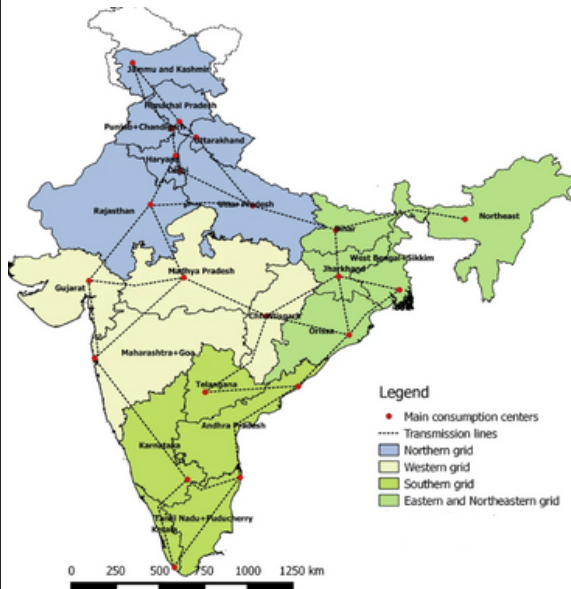 Jammu and Kashmir
Himachal Pradesh
Punjab+Chandigarh
Uttarakhand
Haryana
Delhi
Rajasthan
Uttar Pradesh
Northeast
Bihar
West Bengal+Sikkim
Jharkhand
Madhya Pradesh
Gujarat
Chhattisgarh
Orissa
Maharashtra+Goa
Telangana
Andhra Pradesh
Karnataka
Tamil Nadu+Puducherry
Kerala
Legend
Main consumption centers
Transmission lines
Northern grid
Western grid
Southern grid
Eastern and Northeastern grid
0 250 500 750 1000 1250 km